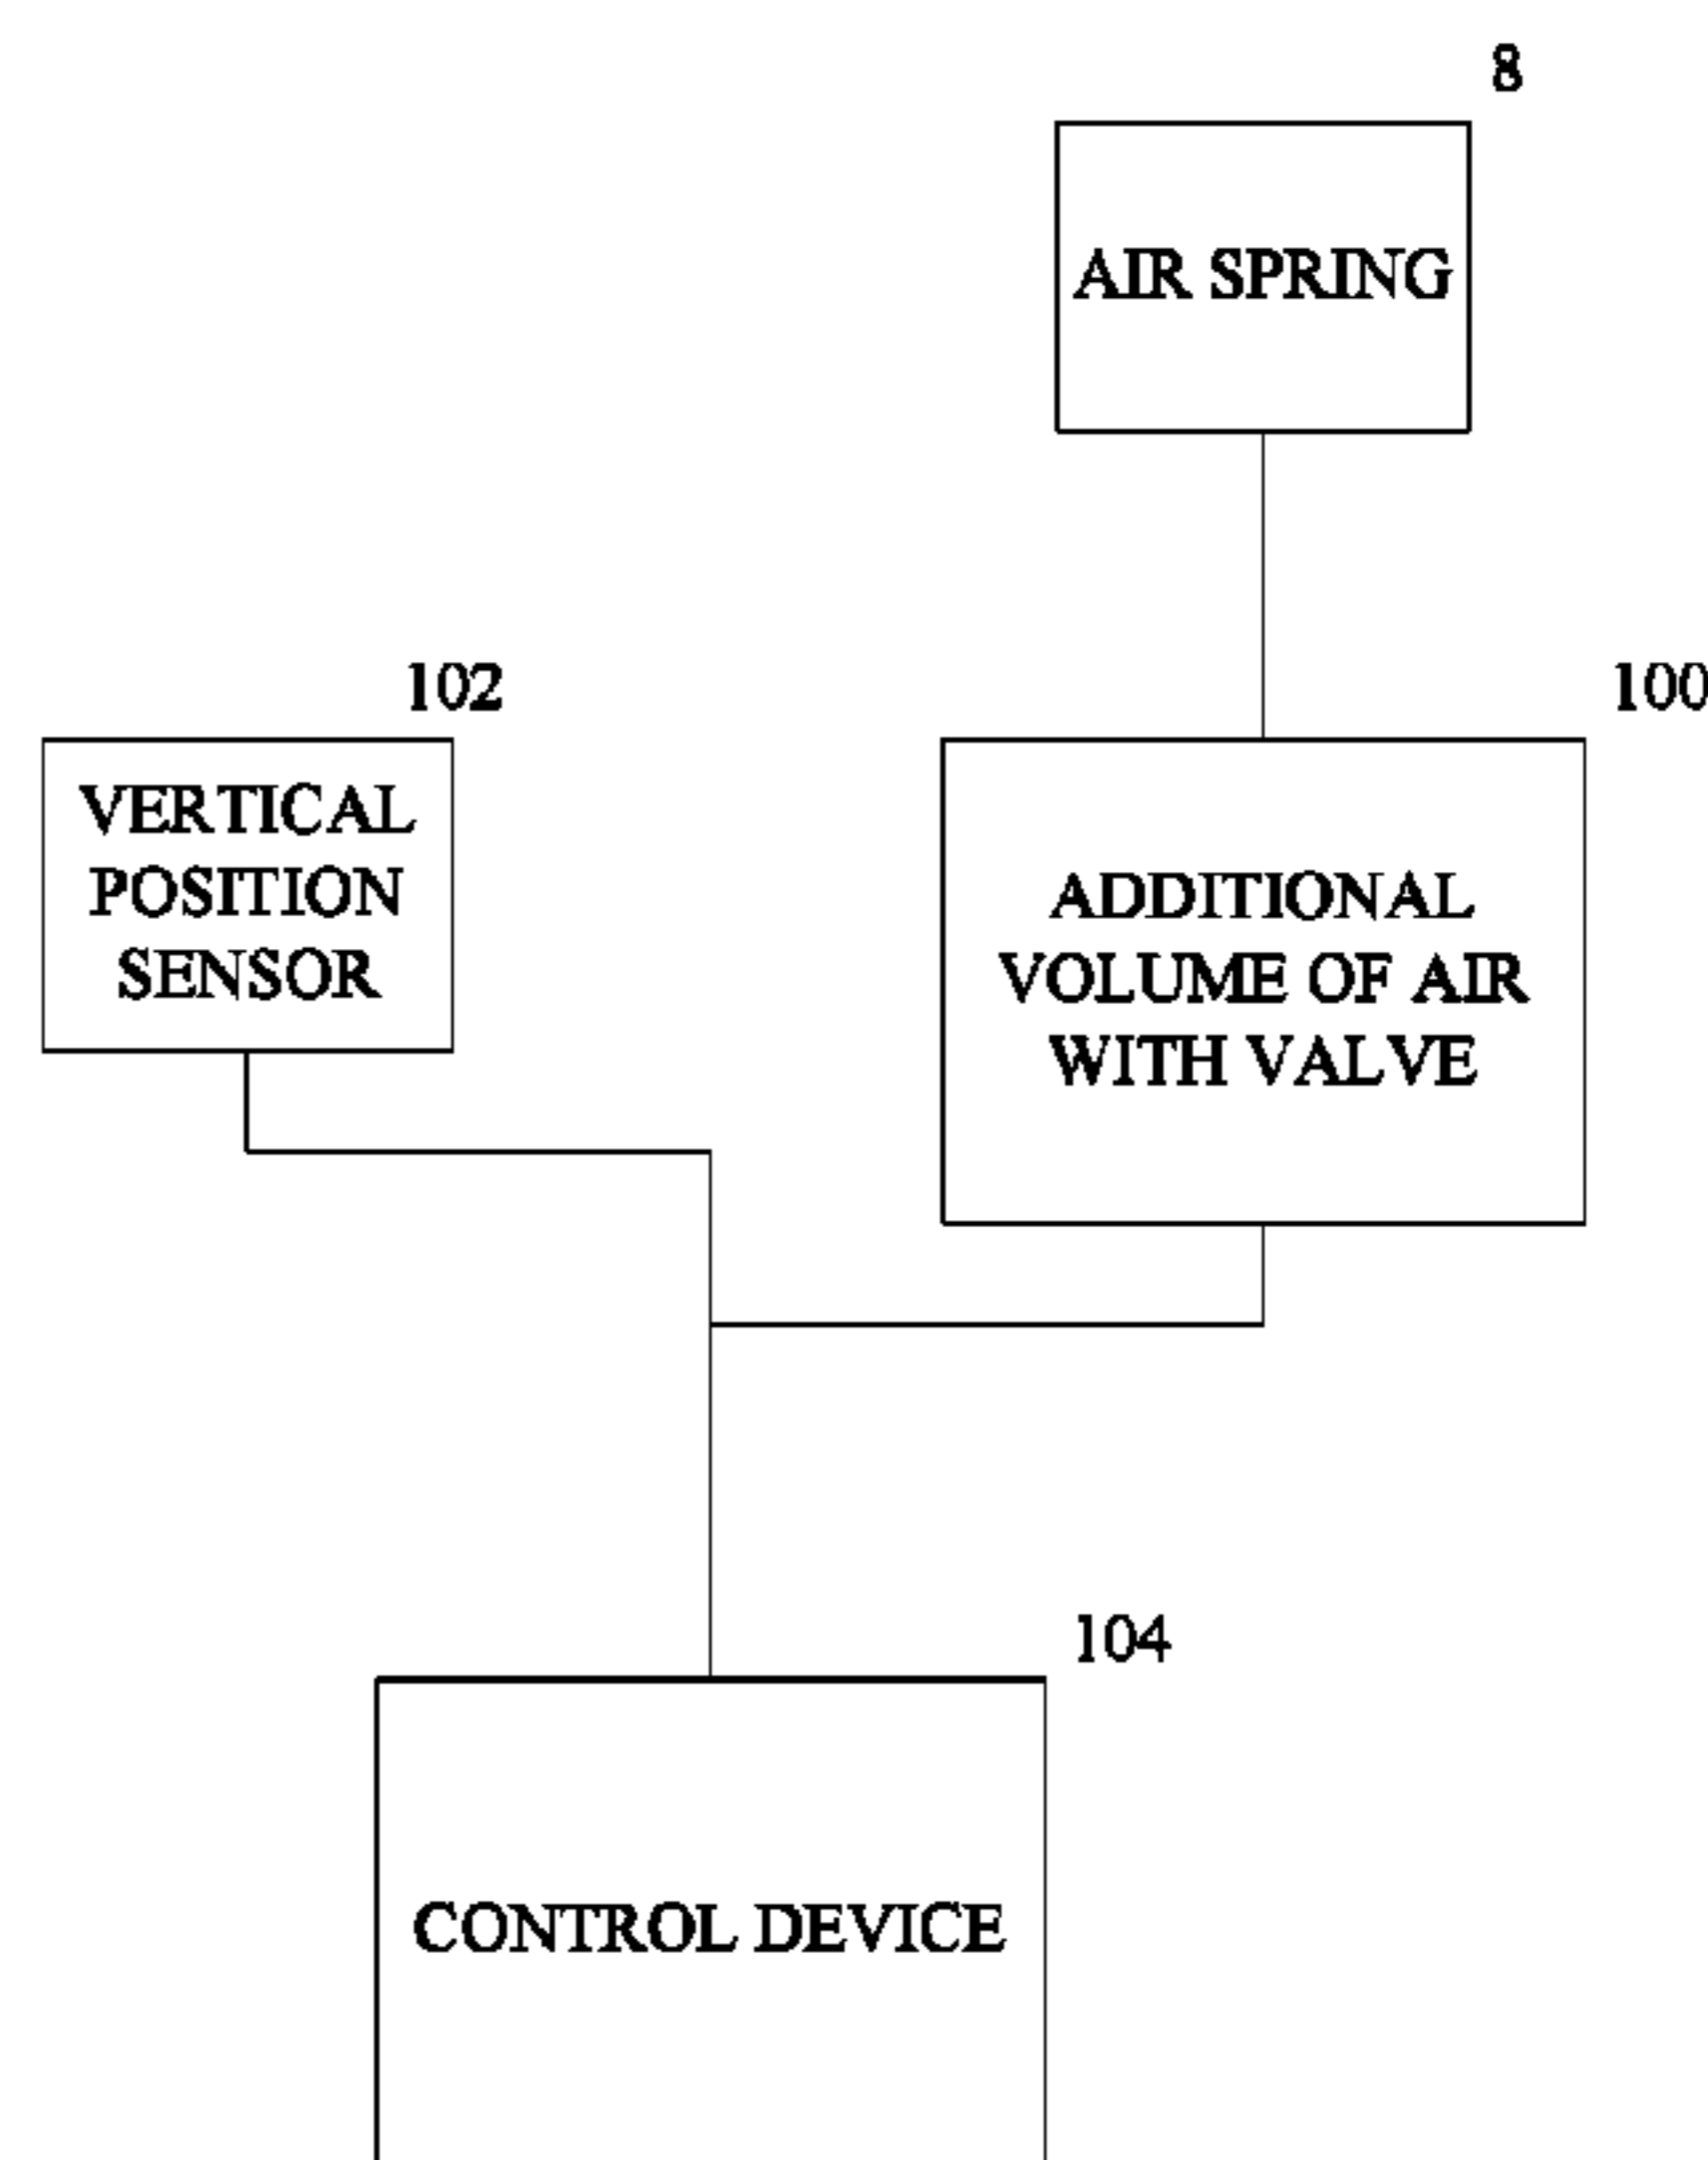 8
AIR SPRING
102
100
VERTICAL
POSITION
SENSOR
ADDITIONAL
VOLUME OF AIR
WITH VALVE
104
CONTROL DEVICE